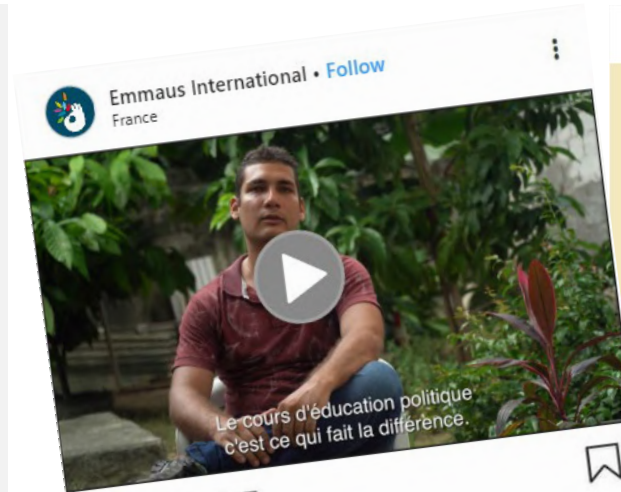 Emmaus International • Follow
France
Le cours d'éducation politique
c'est ce qui fait la différence.